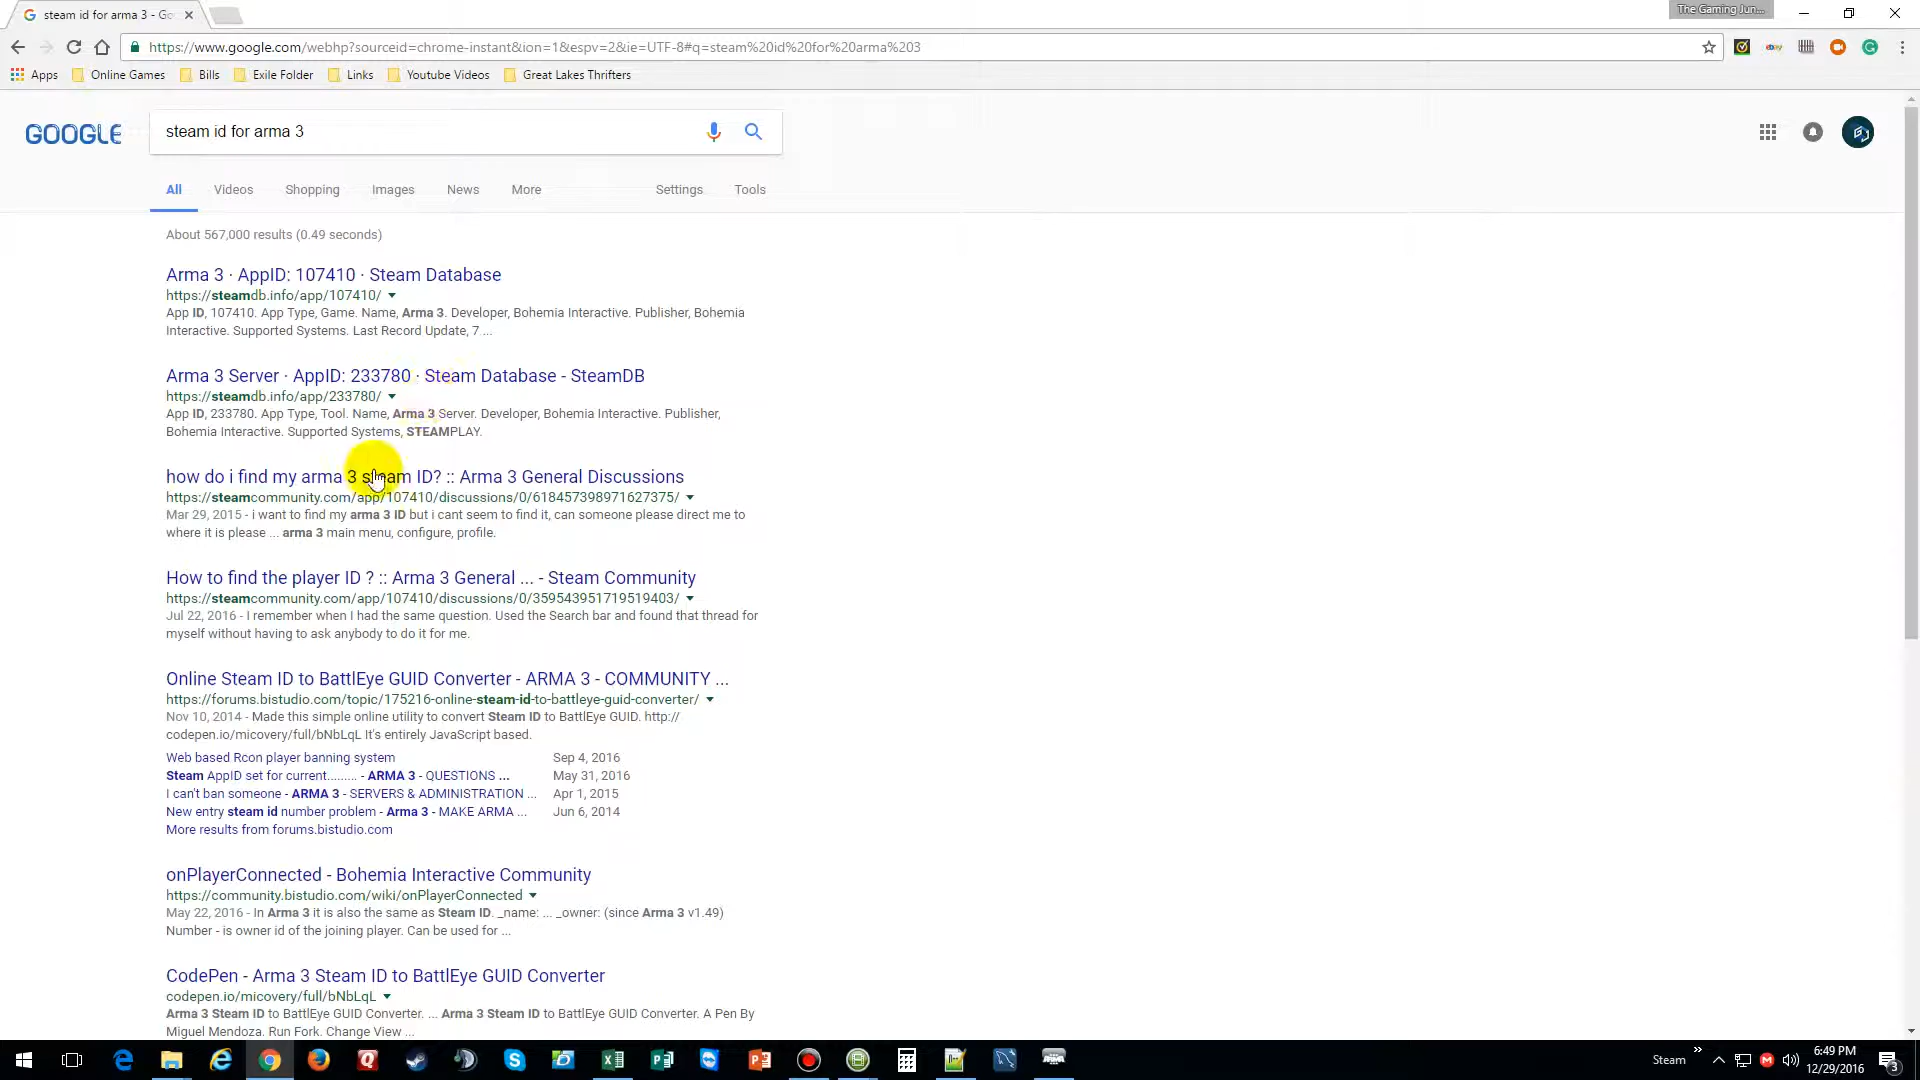 steam id for arma 3 - Go
The Gaming Jun...
https://www.google.com/webhp?sourceid=chrome-instant&ion=1&espv=2&ie=UTF-8#q=steam%20id%20for%20arma%203
Apps Online Games Bills Exile Folder Links Youtube Videos Great Lakes Thrifters
GOOGLE steam id for arma 3
All Videos Shopping Images News More Settings Tools
About 567,000 results (0.49 seconds)
Arma 3 · AppID: 107410 · Steam Database
https://steamdb.info/app/107410/
App ID, 107410. App Type, Game. Name, Arma 3. Developer, Bohemia Interactive. Publisher, Bohemia
Interactive. Supported Systems. Last Record Update, 7 ...
Arma 3 Server · AppID: 233780 · Steam Database - SteamDB
https://steamdb.info/app/233780/
App ID, 233780. App Type, Tool. Name, Arma 3 Server. Developer, Bohemia Interactive. Publisher,
Bohemia Interactive. Supported Systems, STEAMPLAY.
how do i find my arma 3 steam ID? :: Arma 3 General Discussions
https://steamcommunity.com/app/107410/discussions/0/618457398971627375/
Mar 29, 2015 - i want to find my arma 3 ID but i cant seem to find it, can someone please direct me to
where it is please ... arma 3 main menu, configure, profile.
How to find the player ID ? :: Arma 3 General ... - Steam Community
https://steamcommunity.com/app/107410/discussions/0/359543951719519403/
Jul 22, 2016 - I remember when I had the same question. Used the Search bar and found that thread for
myself without having to ask anybody to do it for me.
Online Steam ID to BattlEye GUID Converter - ARMA 3 - COMMUNITY ...
https://forums.bistudio.com/topic/175216-online-steam-id-to-battleye-guid-converter/
Nov 10, 2014 - Made this simple online utility to convert Steam ID to BattlEye GUID. http://
codepen.io/micovery/full/bNbLqL It's entirely JavaScript based.
Web based Rcon player banning system Sep 4, 2016
Steam AppID set for current......... - ARMA 3 - QUESTIONS ... May 31, 2016
I can't ban someone - ARMA 3 - SERVERS & ADMINISTRATION ... Apr 1, 2015
New entry steam id number problem - Arma 3 - MAKE ARMA ... Jun 6, 2014
More results from forums.bistudio.com
onPlayerConnected - Bohemia Interactive Community
https://community.bistudio.com/wiki/onPlayerConnected
May 22, 2016 - In Arma 3 it is also the same as Steam ID. _name: ... _owner: (since Arma 3 v1.49)
Number - is owner id of the joining player. Can be used for ...
CodePen - Arma 3 Steam ID to BattlEye GUID Converter
codepen.io/micovery/full/bNbLqL
Arma 3 Steam ID to BattlEye GUID Converter. ... Arma 3 Steam ID to BattlEye GUID Converter. A Pen By
Miguel Mendoza. Run Fork. Change View ...
Steam
6:49 PM
12/29/2016
3